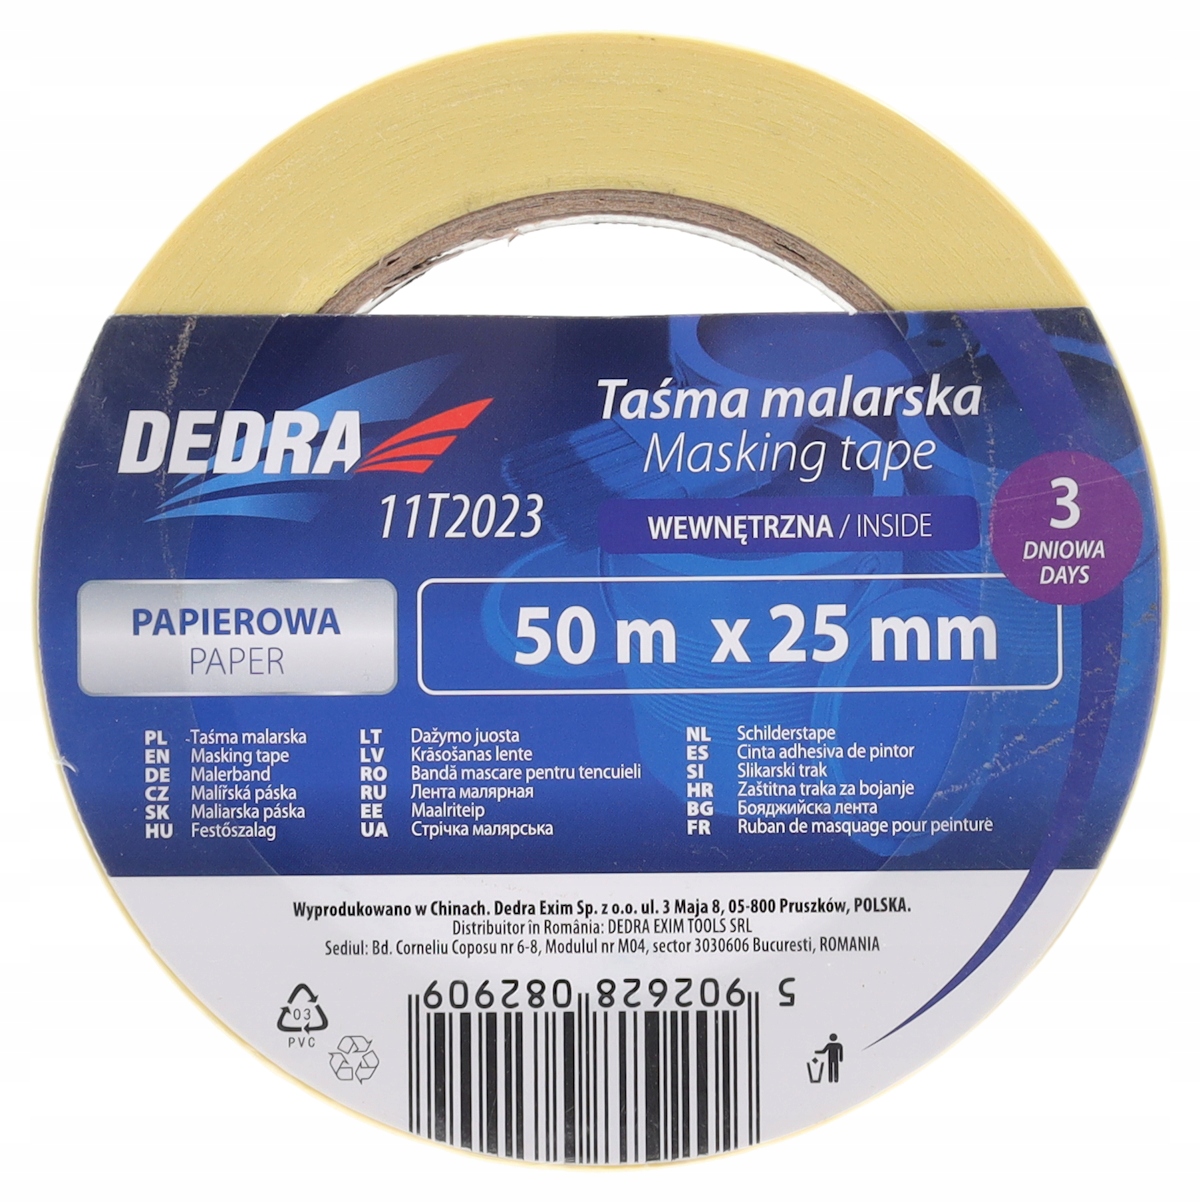 DEDRA
11T2023
Taśma malarska
Masking tape
WEWNĘTRZNA / INSIDE
3
DNIOWA
DAYS
PAPIEROWA
PAPER
50 m x 25 mm
PL Taśma malarska
EN Masking tape
DE Malerband
CZ Malířská páska
SK Maliarska páska
HU Festőszalag
LT Dažymo juosta
LV Krāsošanas lente
RO Bandă mascare pentru tencuieli
RU Лента малярная
EE Maalriteip
UA Стрічка малярська
NL Schilderstape
ES Cinta adhesiva de pintor
SI Slikarski trak
HR Zaštitna traka za bojanje
BG Бояджийска лента
FR Ruban de masquage pour peinture
Wyprodukowano w Chinach. Dedra Exim Sp. z o.o. ul. 3 Maja 8, 05-800 Pruszków, POLSKA.
Distribuitor în România: DEDRA EXIM TOOLS SRL
Sediul: Bd. Corneliu Coposu nr 6-8, Modulul nr M04, sector 3030606 Bucuresti, ROMANIA
5 902628 082909
03
PVC